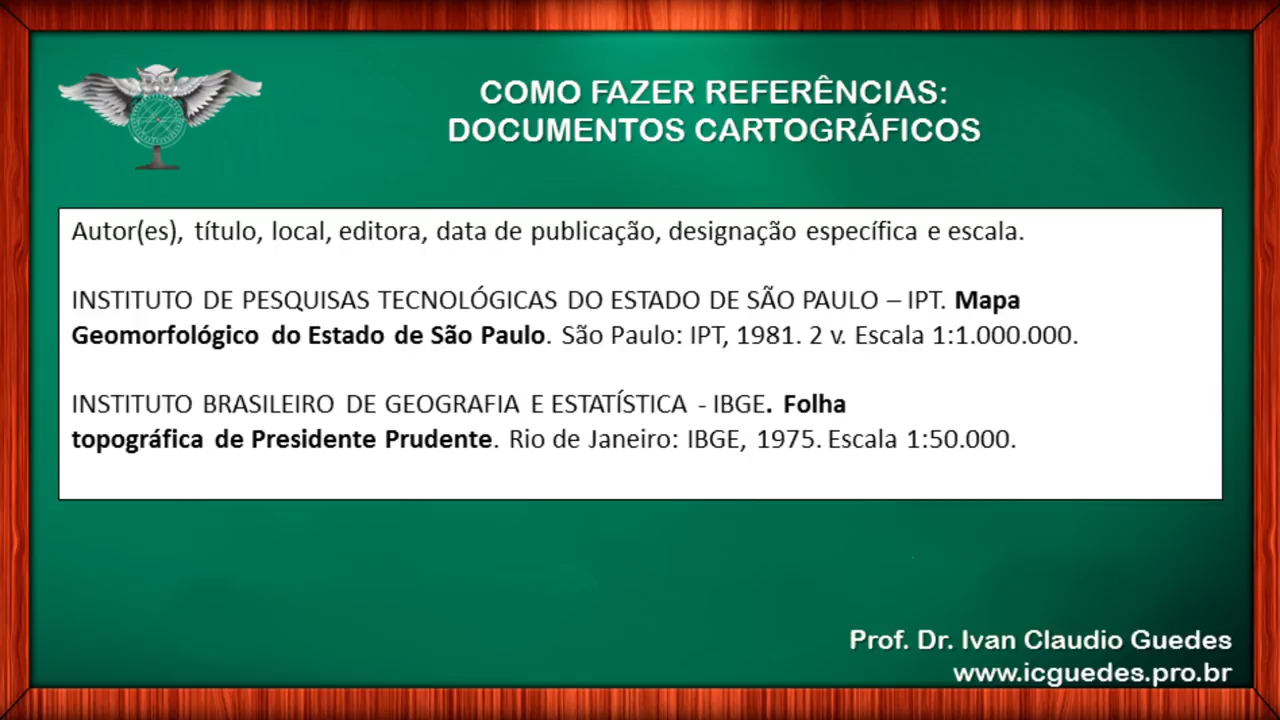 COMO FAZER REFERÊNCIAS:
DOCUMENTOS CARTOGRÁFICOS
Autor(es), título, local, editora, data de publicação, designação específica e escala.
INSTITUTO DE PESQUISAS TECNOLÓGICAS DO ESTADO DE SÃO PAULO – IPT. Mapa
Geomorfológico do Estado de São Paulo. São Paulo: IPT, 1981. 2 v. Escala 1:1.000.000.
INSTITUTO BRASILEIRO DE GEOGRAFIA E ESTATÍSTICA - IBGE. Folha
topográfica de Presidente Prudente. Rio de Janeiro: IBGE, 1975. Escala 1:50.000.
Prof. Dr. Ivan Claudio Guedes
www.icguedes.pro.br